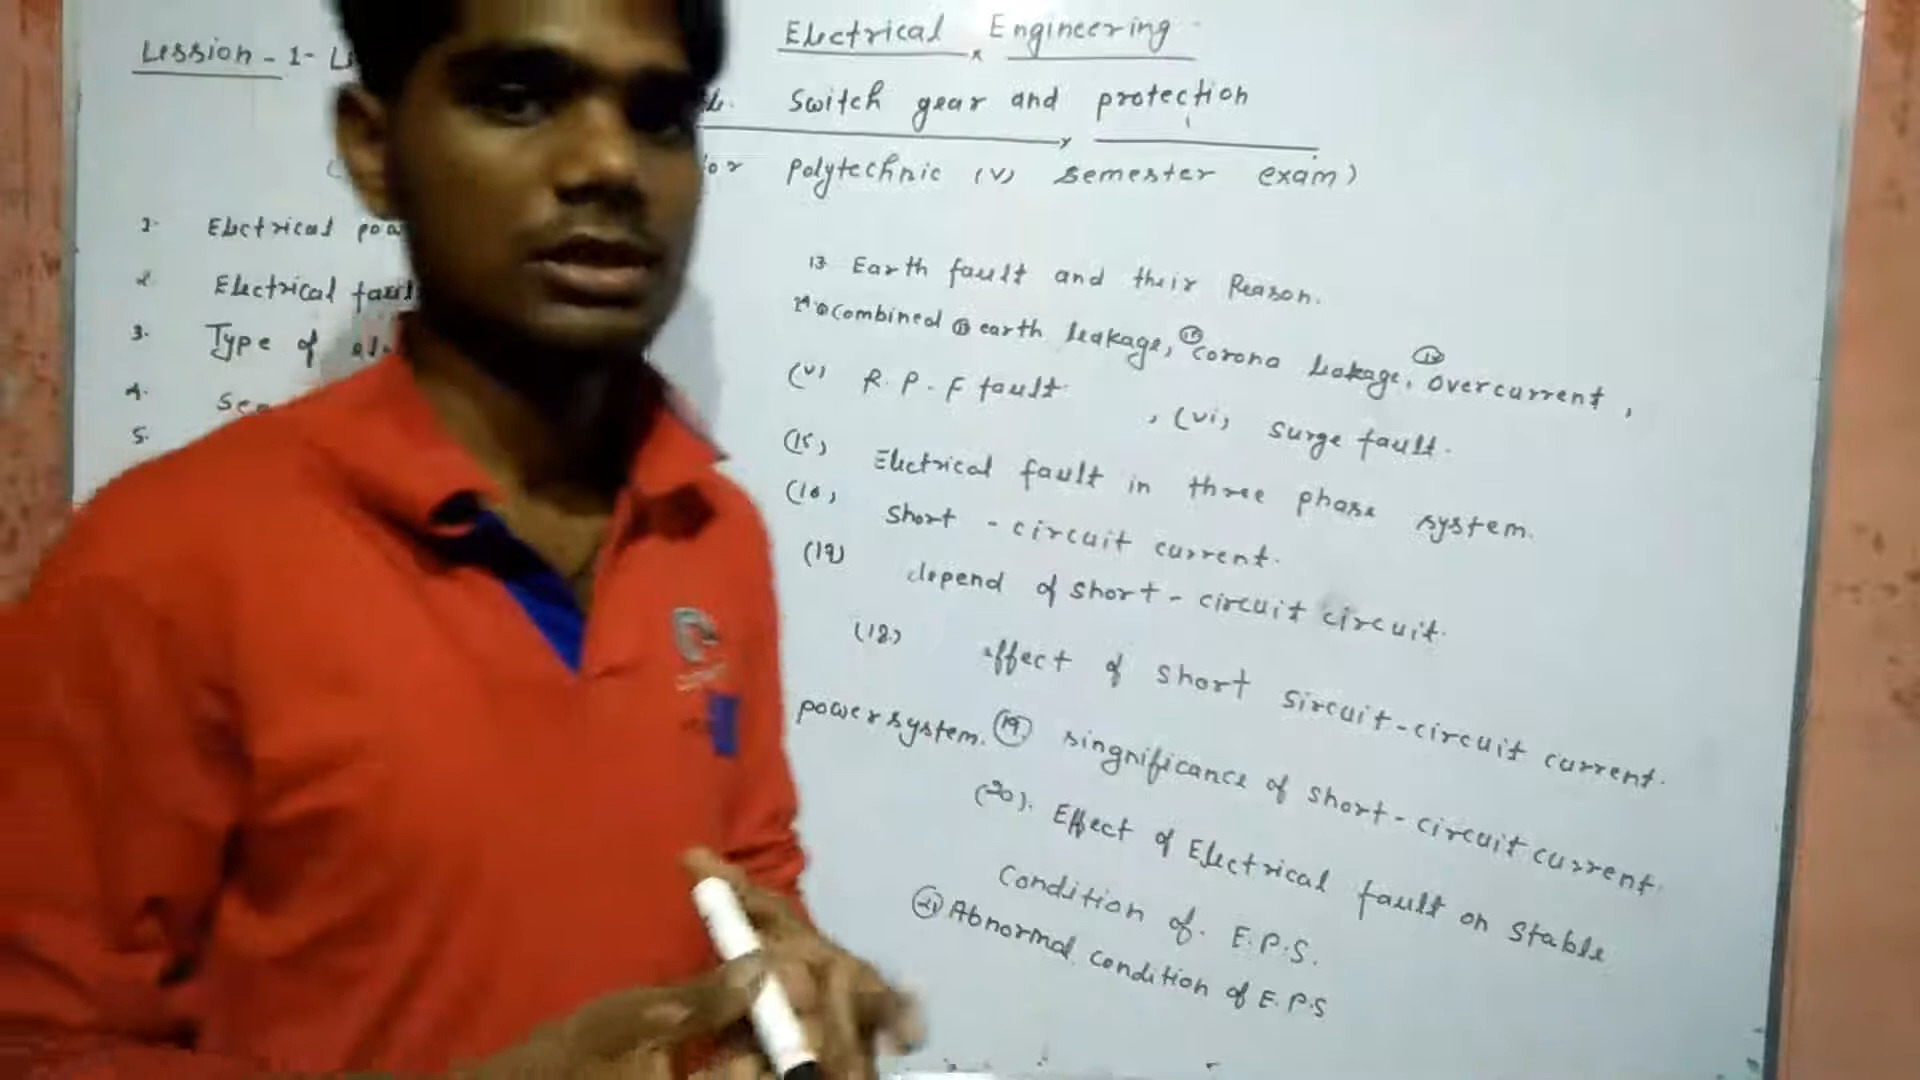 Lession - 1-
Electrical Engineering
Switch gear and protection
Polytechnic (V) semester exam)
1. Electrical
2. Electrical
3. Type of
4.
5.
13 Earth fault and their Reason.
combined earth leakage, corona leakage, overcurrent,
(v) R.P.F fault , (vi) surge fault.
(15) Electrical fault in three phase system.
(16) Short - circuit current.
depend of short - circuit circuit.
(18) effect of short sircuit-circuit current.
power system. (19) singnificance of short-circuit current.
(20). Effect of Electrical fault on stable
condition of. E.P.S.
(21) Abnormal condition of E.P.S